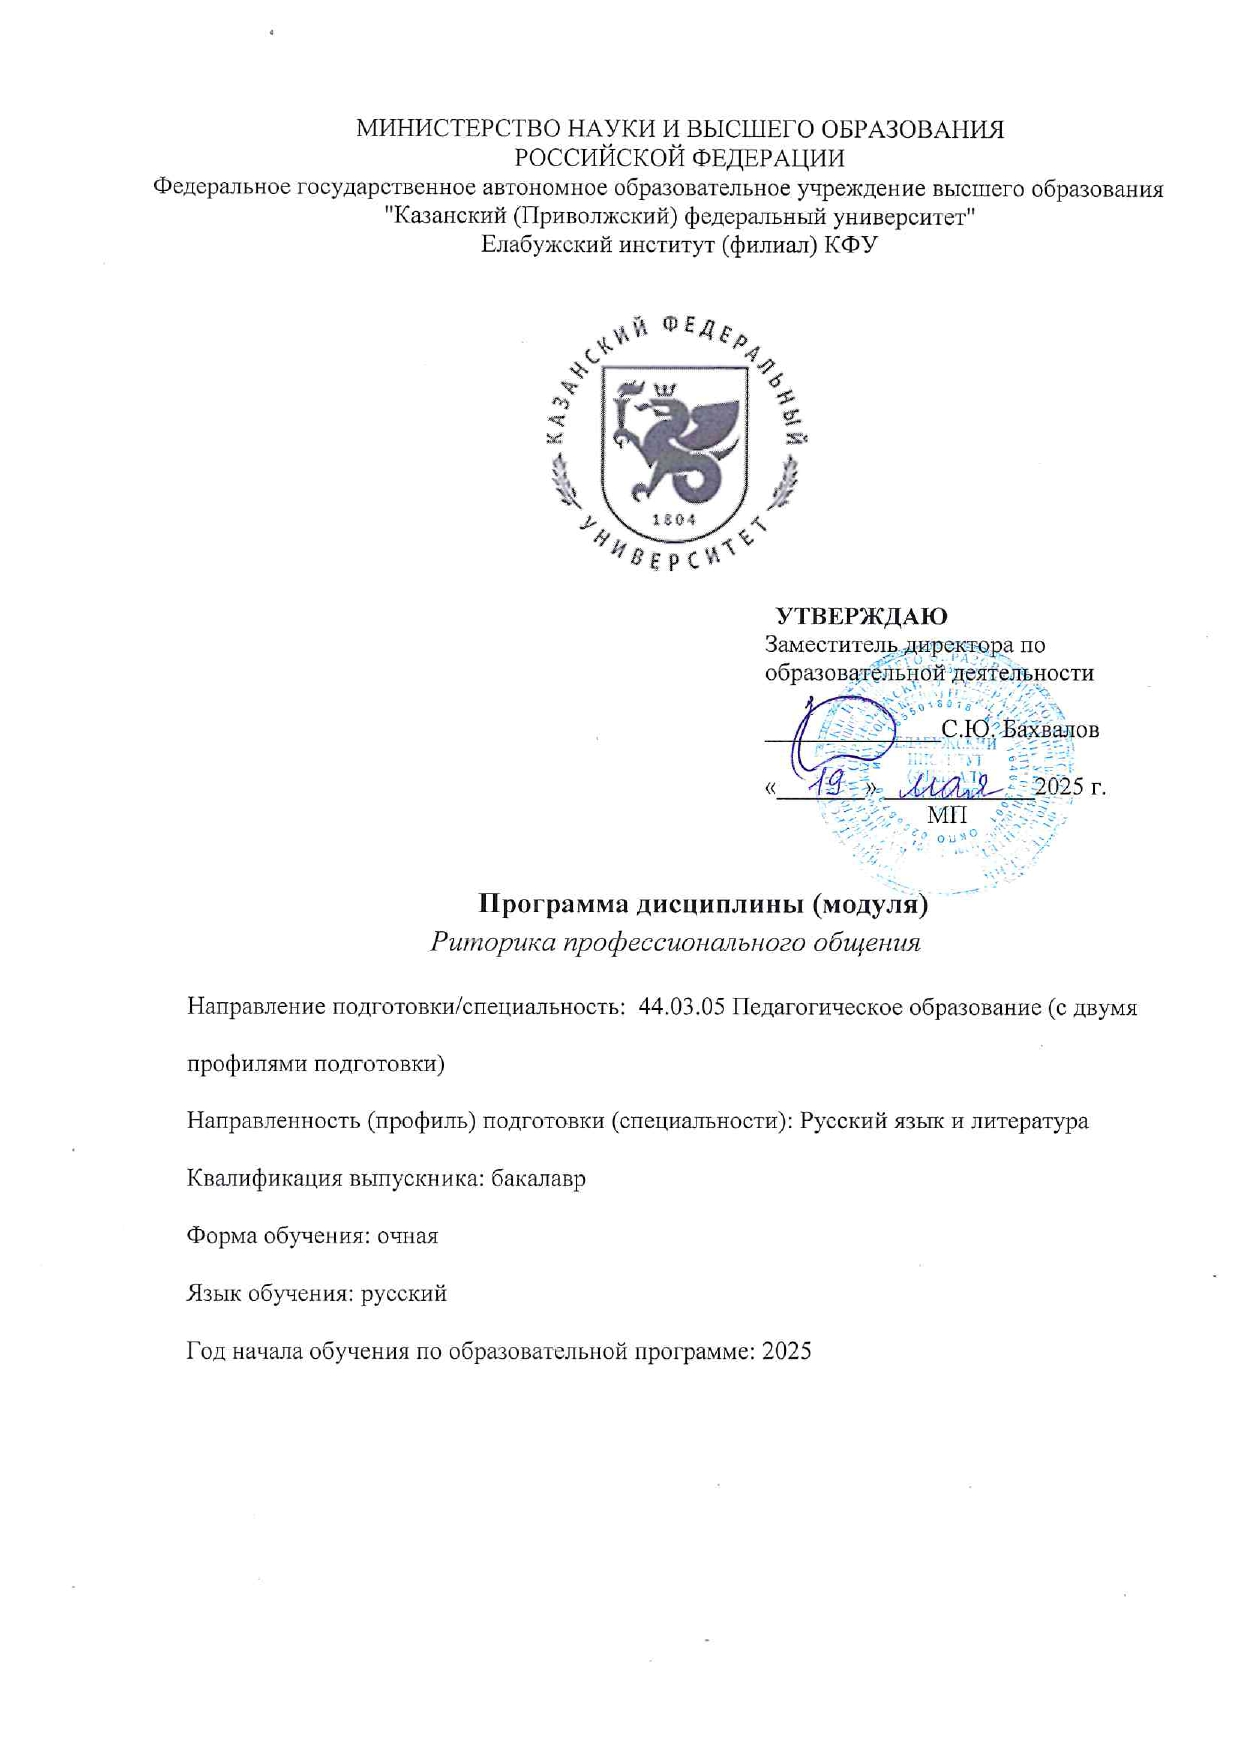 МИНИСТЕРСТВО НАУКИ И ВЫСШЕГО ОБРАЗОВАНИЯ
РОССИЙСКОЙ ФЕДЕРАЦИИ
Федеральное государственное автономное образовательное учреждение высшего образования
"Казанский (Приволжский) федеральный университет"
Елабужский институт (филиал) КФУ
КАЗАНСКИЙ ФЕДЕРАЛЬНЫЙ
1804
УНИВЕРСИТЕТ
УТВЕРЖДАЮ
Заместитель директора по
образовательной деятельности
С.Ю. Бахвалов
« 19 » мая 2025 г.
МП
Программа дисциплины (модуля)
Риторика профессионального общения
Направление подготовки/специальность: 44.03.05 Педагогическое образование (с двумя
профилями подготовки)
Направленность (профиль) подготовки (специальности): Русский язык и литература
Квалификация выпускника: бакалавр
Форма обучения: очная
Язык обучения: русский
Год начала обучения по образовательной программе: 2025